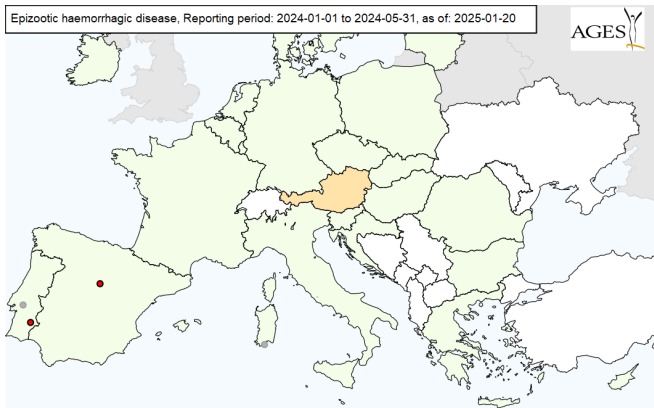 Epizootic haemorrhagic disease, Reporting period: 2024-01-01 to 2024-05-31, as of: 2025-01-20
AGES